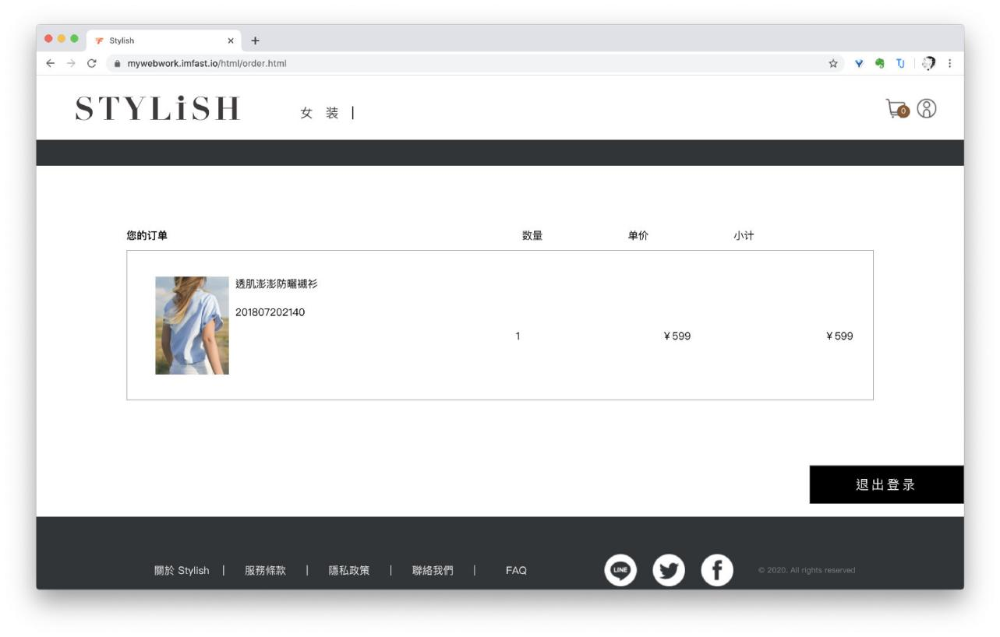 Stylish
mywebwork.imfast.io/html/order.html
STYLiSH 女 装 | 0
您的订单 数量 单价 小计
透肌澎澎防曬襯衫
201807202140
1 ¥599 ¥599
退出登录
關於 Stylish | 服務條款 | 隱私政策 | 聯絡我們 | FAQ LINE © 2020. All rights reserved